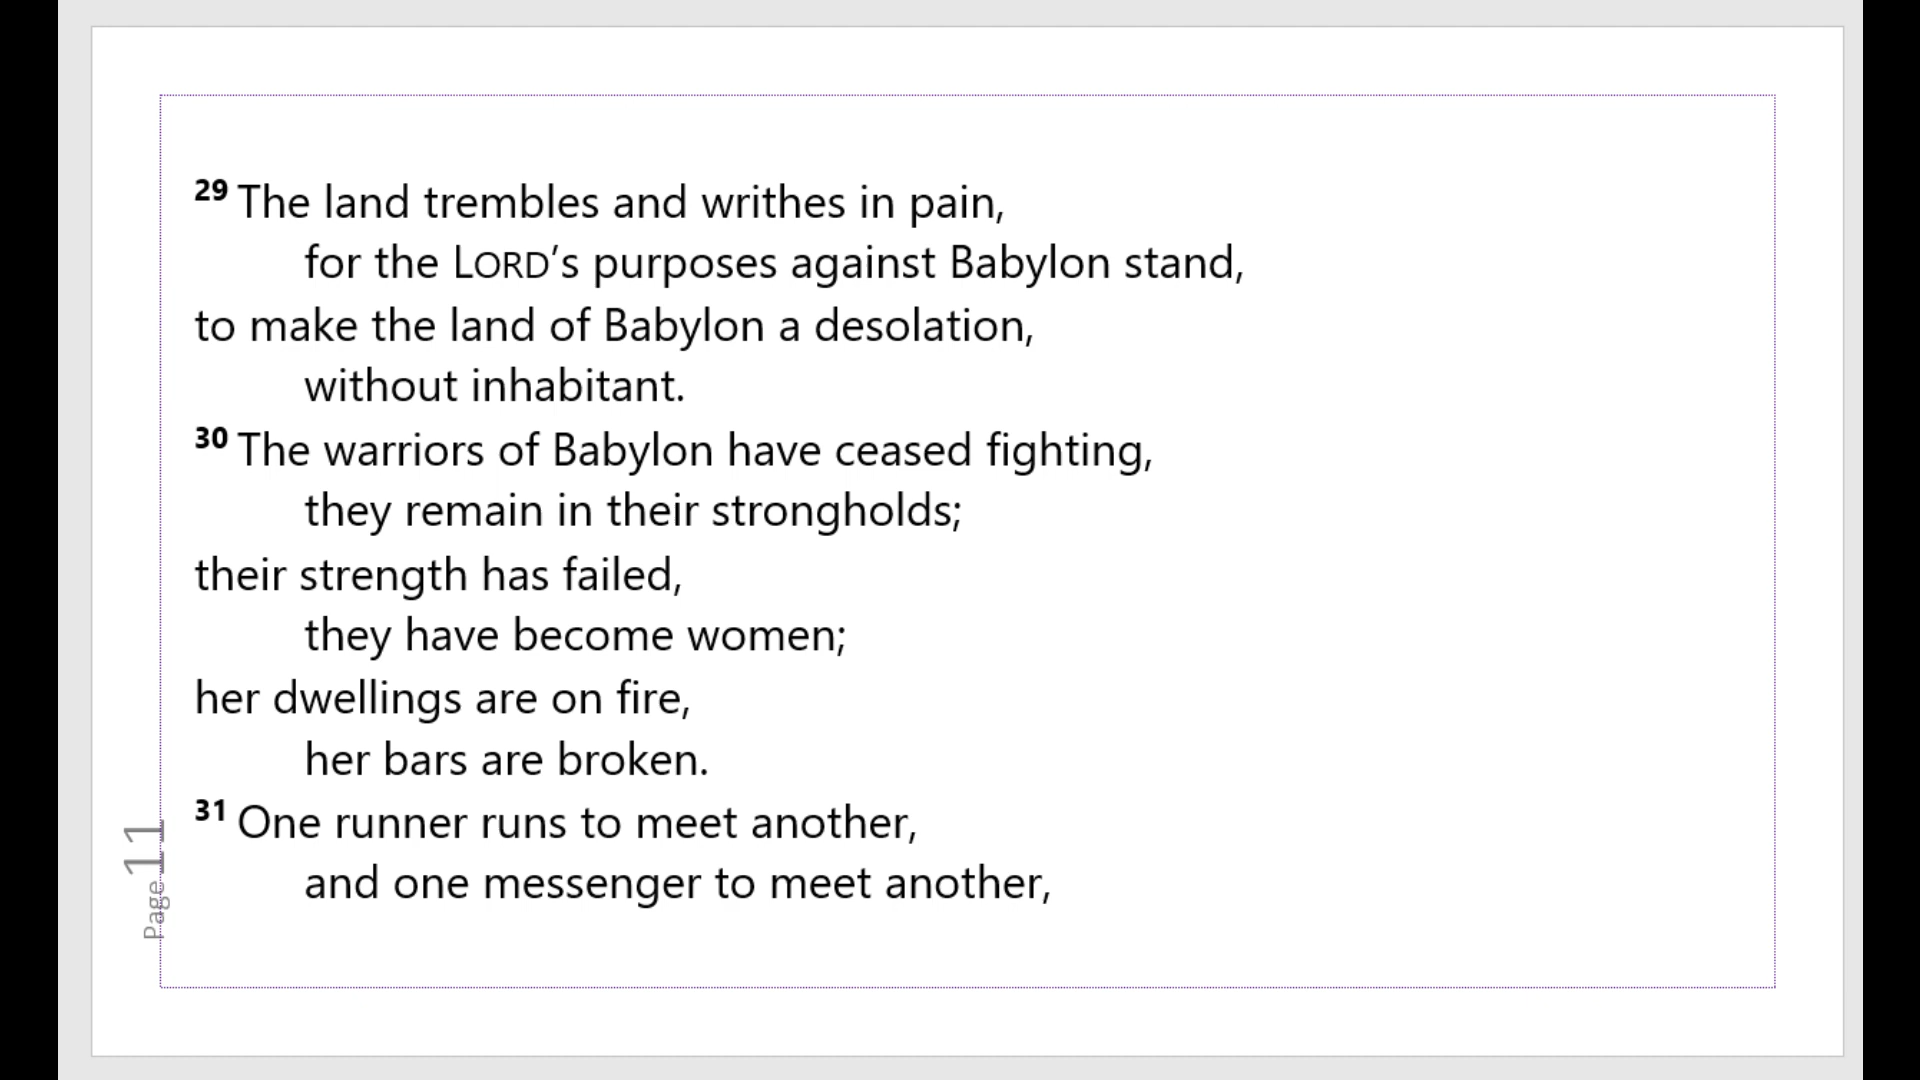 29 The land trembles and writhes in pain,
for the LORD’s purposes against Babylon stand,
to make the land of Babylon a desolation,
without inhabitant.
30 The warriors of Babylon have ceased fighting,
they remain in their strongholds;
their strength has failed,
they have become women;
her dwellings are on fire,
her bars are broken.
31 One runner runs to meet another,
and one messenger to meet another,
Page 11